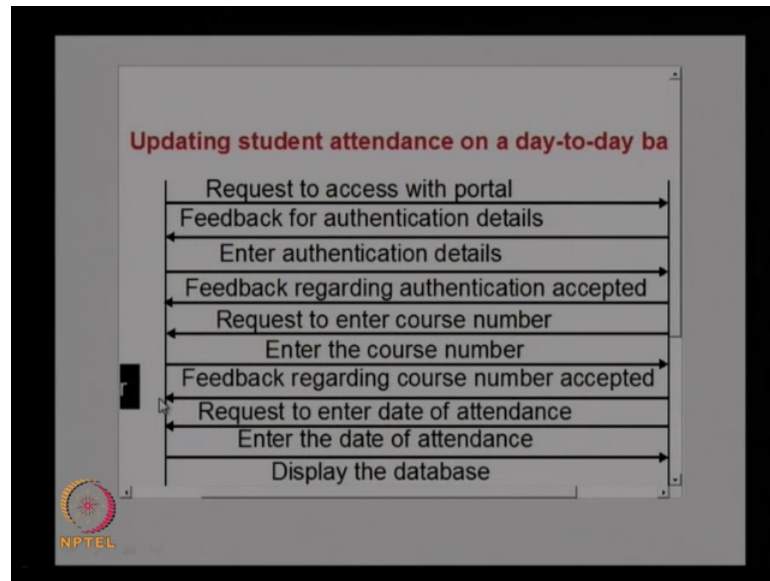 Updating student attendance on a day-to-day ba
Request to access with portal
Feedback for authentication details
Enter authentication details
Feedback regarding authentication accepted
Request to enter course number
Enter the course number
Feedback regarding course number accepted
r
Request to enter date of attendance
Enter the date of attendance
Display the database
NPTEL